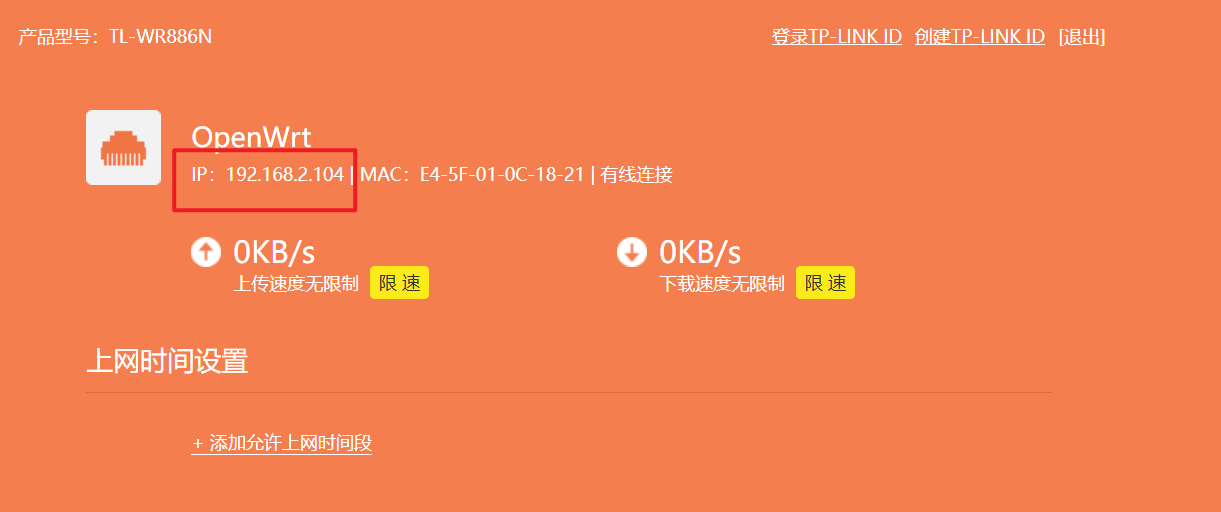 产品型号：TL-WR886N 登录TP-LINK ID 创建TP-LINK ID [退出]
OpenWrt
IP：192.168.2.104 | MAC：E4-5F-01-0C-18-21 | 有线连接
0KB/s 0KB/s
上传速度无限制 限 速 下载速度无限制 限 速
上网时间设置
+ 添加允许上网时间段